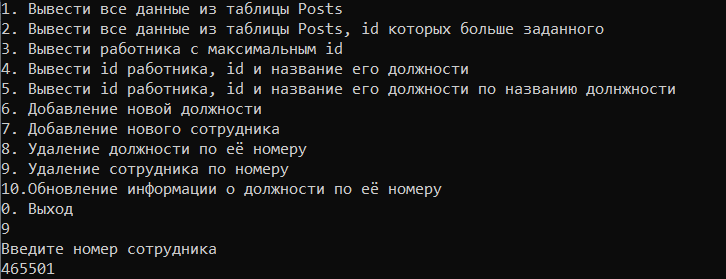 1. Вывести все данные из таблицы Posts
2. Вывести все данные из таблицы Posts, id которых больше заданного
3. Вывести работника с максимальным id
4. Вывести id работника, id и название его должности
5. Вывести id работника, id и название его должности по названию долнжности
6. Добавление новой должности
7. Добавление нового сотрудника
8. Удаление должности по её номеру
9. Удаление сотрудника по номеру
10.Обновление информации о должности по её номеру
0. Выход
9
Введите номер сотрудника
465501